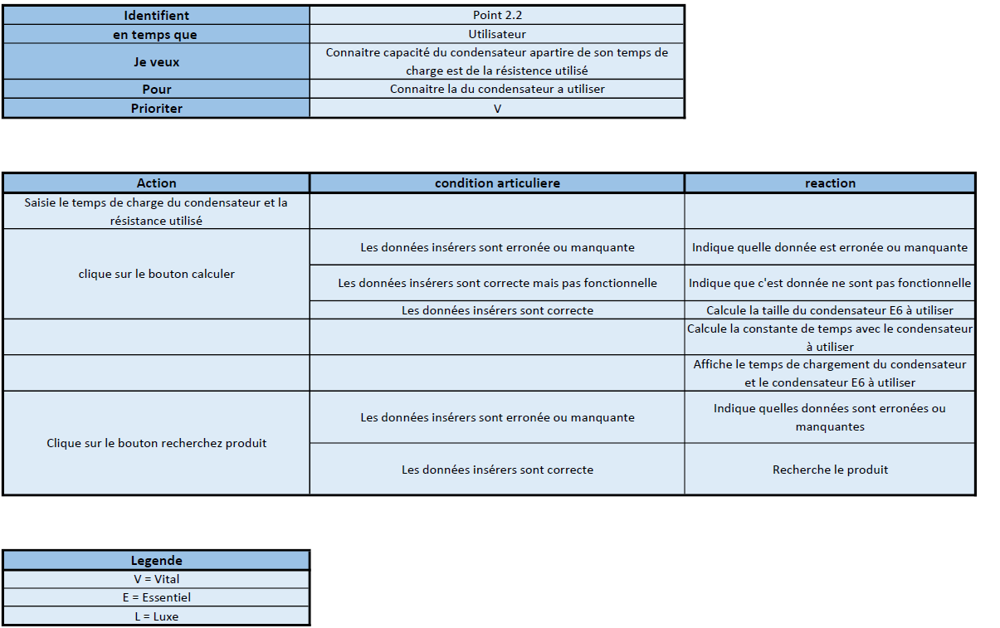 Identifient
Point 2.2
en temps que
Utilisateur
Je veux
Connaitre capacité du condensateur apartire de son temps de
charge est de la résistence utilisé
Pour
Connaitre la du condensateur a utiliser
Prioriter
V
Action
condition articuliere
reaction
Saisie le temps de charge du condensateur et la
résistance utilisé
clique sur le bouton calculer
Les données insérers sont erronée ou manquante
Indique quelle donnée est erronée ou manquante
Les données insérers sont correcte mais pas fonctionnelle
Indique que c'est donnée ne sont pas fonctionnelle
Les données insérers sont correcte
Calcule la taille du condensateur E6 à utiliser
Calcule la constante de temps avec le condensateur
à utiliser
Affiche le temps de chargement du condensateur
et le condensateur E6 à utiliser
Clique sur le bouton recherchez produit
Les données insérers sont erronée ou manquante
Indique quelles données sont erronées ou
manquantes
Les données insérers sont correcte
Recherche le produit
Legende
V = Vital
E = Essentiel
L = Luxe